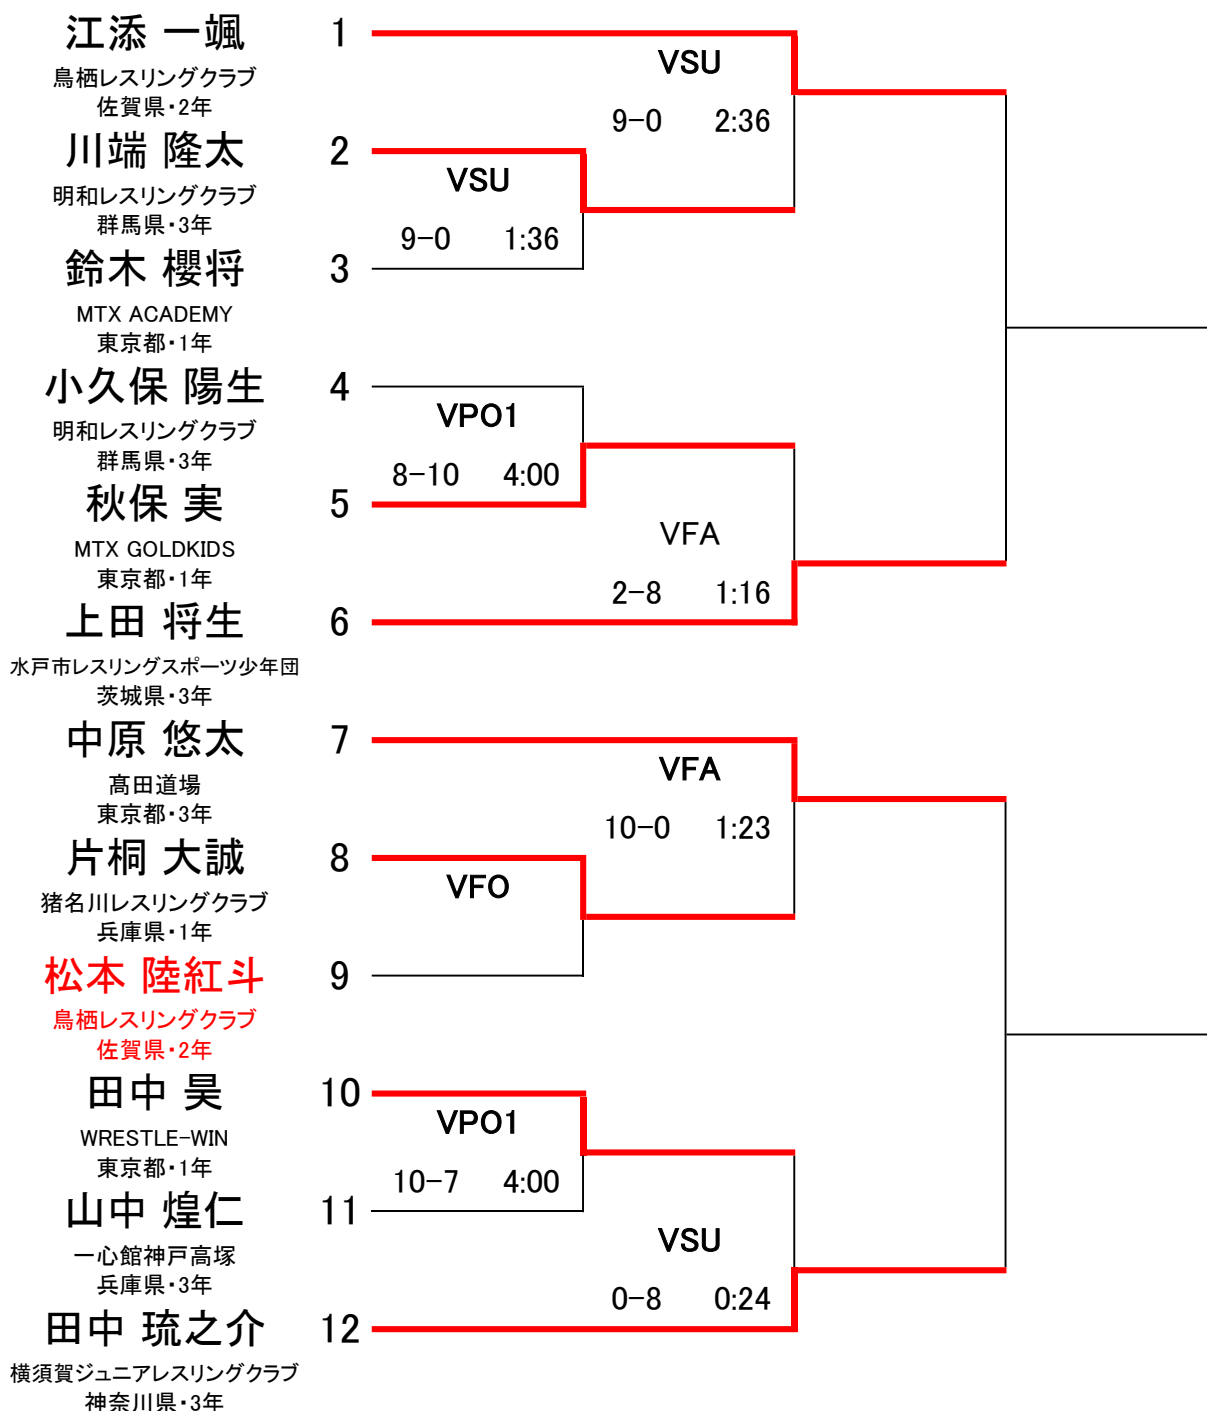 江添 一颯 1
鳥栖レスリングクラブ
佐賀県・2年
VSU
9-0 2:36
川端 隆太 2
明和レスリングクラブ
群馬県・3年
VSU
9-0 1:36
鈴木 櫻将 3
MTX ACADEMY
東京都・1年
小久保 陽生 4
明和レスリングクラブ
群馬県・3年
VPO1
8-10 4:00
秋保 実 5
MTX GOLDKIDS
東京都・1年
VFA
2-8 1:16
上田 将生 6
水戸市レスリングスポーツ少年団
茨城県・3年
中原 悠太 7
髙田道場
東京都・3年
VFA
10-0 1:23
片桐 大誠 8
猪名川レスリングクラブ
兵庫県・1年
VFO
松本 陸紅斗 9
鳥栖レスリングクラブ
佐賀県・2年
田中 昊 10
WRESTLE-WIN
東京都・1年
VPO1
10-7 4:00
山中 煌仁 11
一心館神戸高塚
兵庫県・3年
VSU
0-8 0:24
田中 琉之介 12
横須賀ジュニアレスリングクラブ
神奈川県・3年